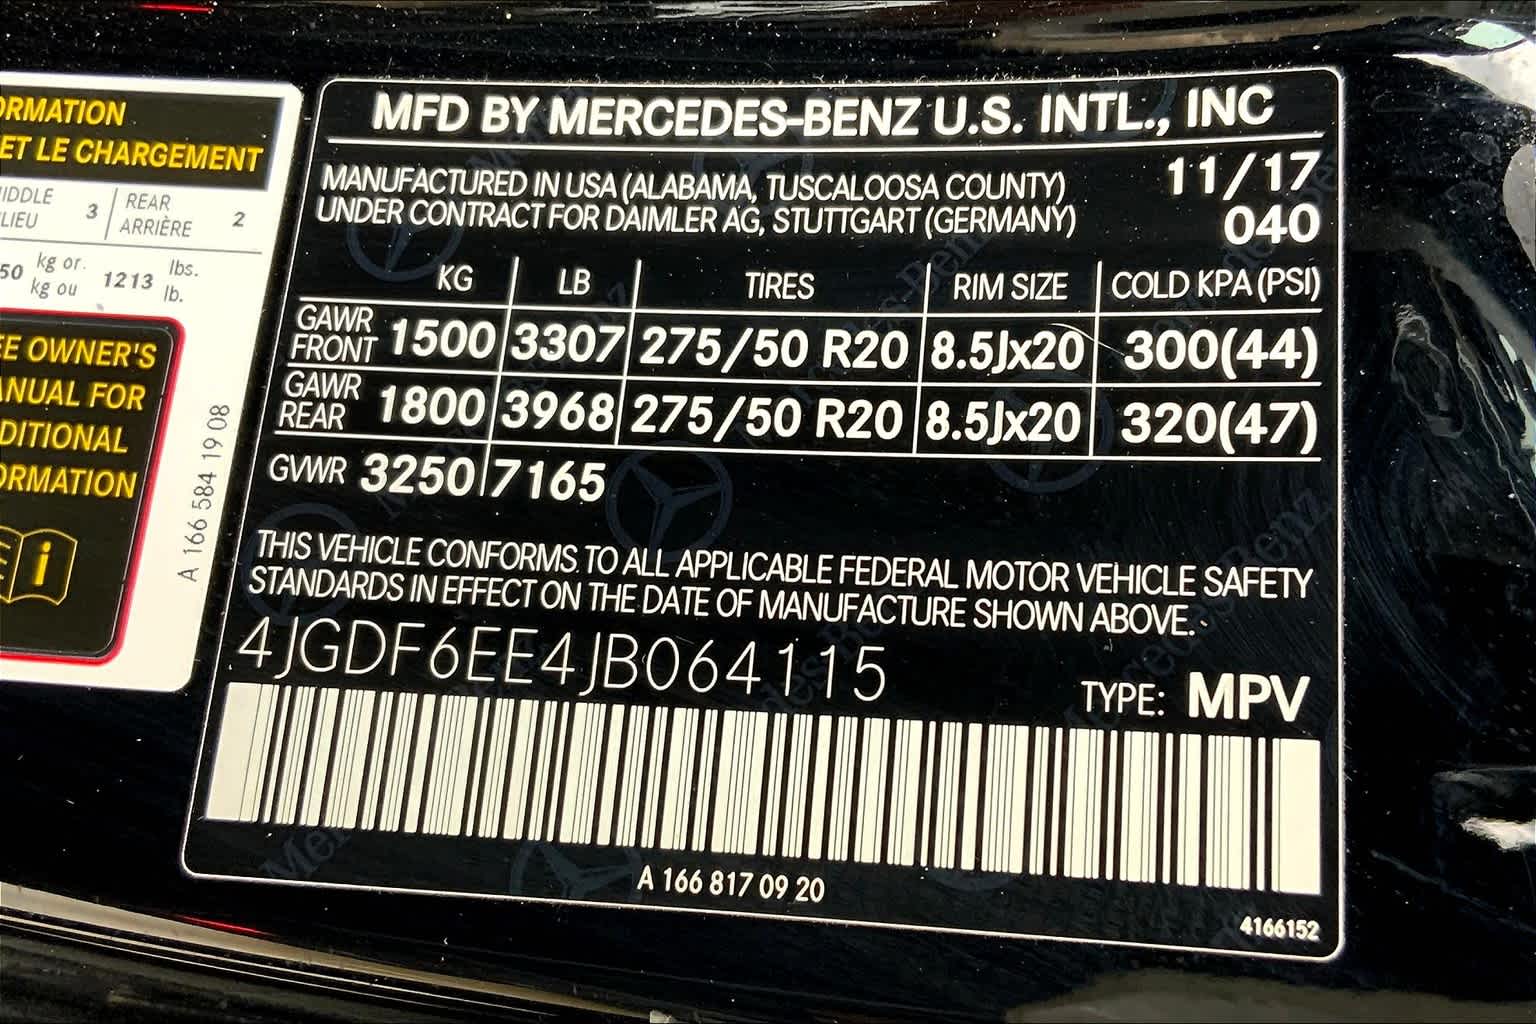 ORMATION
ET LE CHARGEMENT
IDDLE
LIEU
3
REAR
ARRIÈRE
2
50 kg or. 1213 lbs.
kg ou lb.
EE OWNER'S
ANUAL FOR
DITIONAL
ORMATION
A 166 584 19 08
MFD BY MERCEDES-BENZ U.S. INTL., INC
MANUFACTURED IN USA (ALABAMA, TUSCALOOSA COUNTY) 11/17
UNDER CONTRACT FOR DAIMLER AG, STUTTGART (GERMANY) 040
KG LB TIRES RIM SIZE COLD KPA (PSI)
GAWR FRONT 1500 3307 275/50 R20 8.5Jx20 300(44)
GAWR REAR 1800 3968 275/50 R20 8.5Jx20 320(47)
GVWR 3250 7165
THIS VEHICLE CONFORMS TO ALL APPLICABLE FEDERAL MOTOR VEHICLE SAFETY
STANDARDS IN EFFECT ON THE DATE OF MANUFACTURE SHOWN ABOVE.
4JGDF6EE4JB064115
TYPE: MPV
A 166 817 09 20
4166152